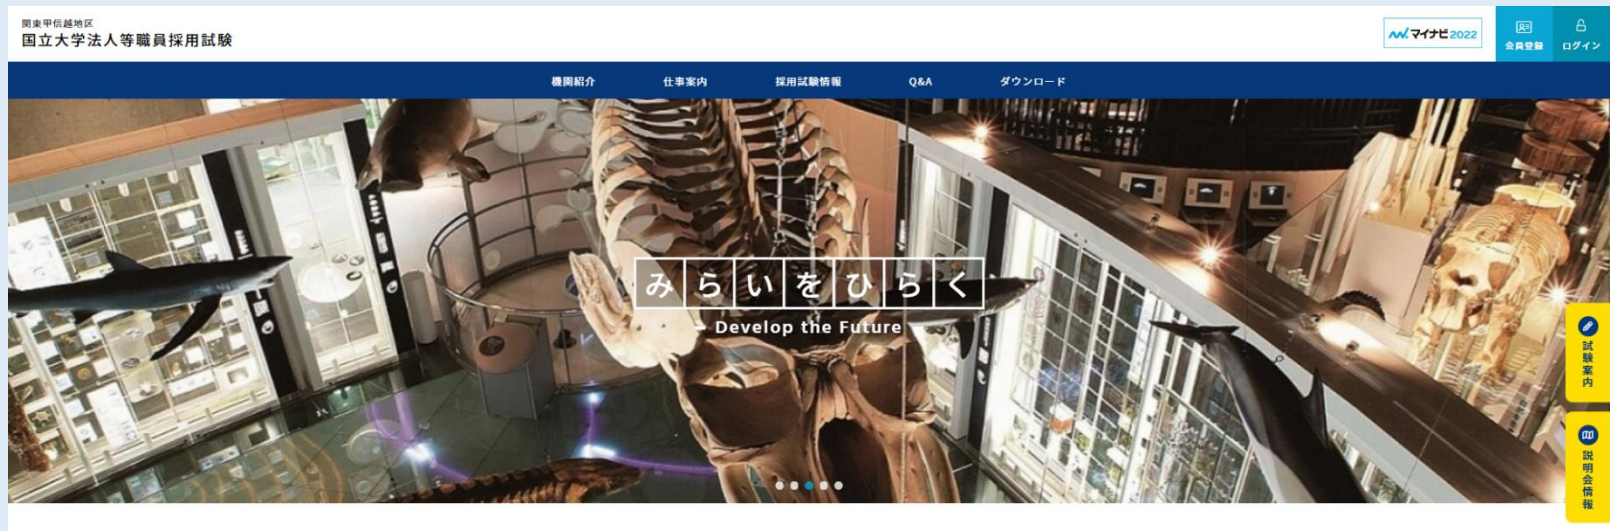 関東甲信越地区
国立大学法人等職員採用試験
マイナビ2022
会員登録
ログイン
機関紹介
仕事案内
採用試験情報
Q&A
ダウンロード
みらいをひらく
- Develop the Future -
試験案内
説明会情報